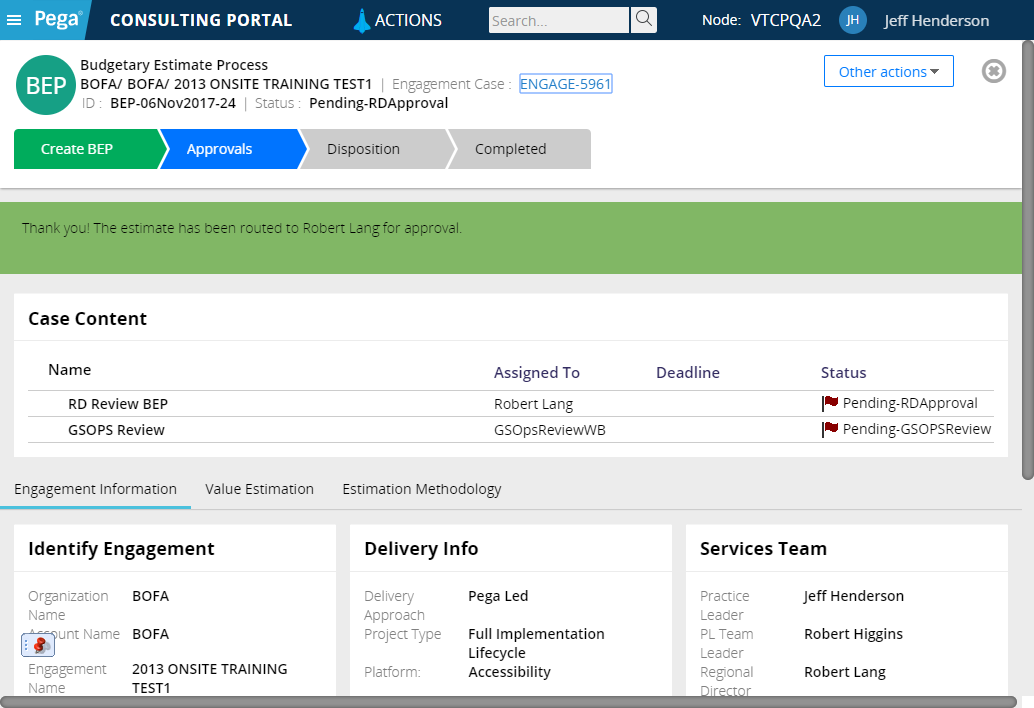 Pega CONSULTING PORTAL ACTIONS Search... Node: VTCPQA2 JH Jeff Henderson
BEP
Budgetary Estimate Process
BOFA/ BOFA/ 2013 ONSITE TRAINING TEST1 | Engagement Case : ENGAGE-5961
ID : BEP-06Nov2017-24 | Status : Pending-RDApproval
Other actions
Create BEP Approvals Disposition Completed
Thank you! The estimate has been routed to Robert Lang for approval.
Case Content
Name Assigned To Deadline Status
RD Review BEP Robert Lang Pending-RDApproval
GSOPS Review GSOpsReviewWB Pending-GSOPSReview
Engagement Information Value Estimation Estimation Methodology
Identify Engagement
Organization Name BOFA
Account Name BOFA
Engagement Name 2013 ONSITE TRAINING
TEST1
Delivery Info
Delivery Approach Pega Led
Project Type Full Implementation
Lifecycle
Platform: Accessibility
Services Team
Practice Leader Jeff Henderson
PL Team Leader Robert Higgins
Regional Director Robert Lang